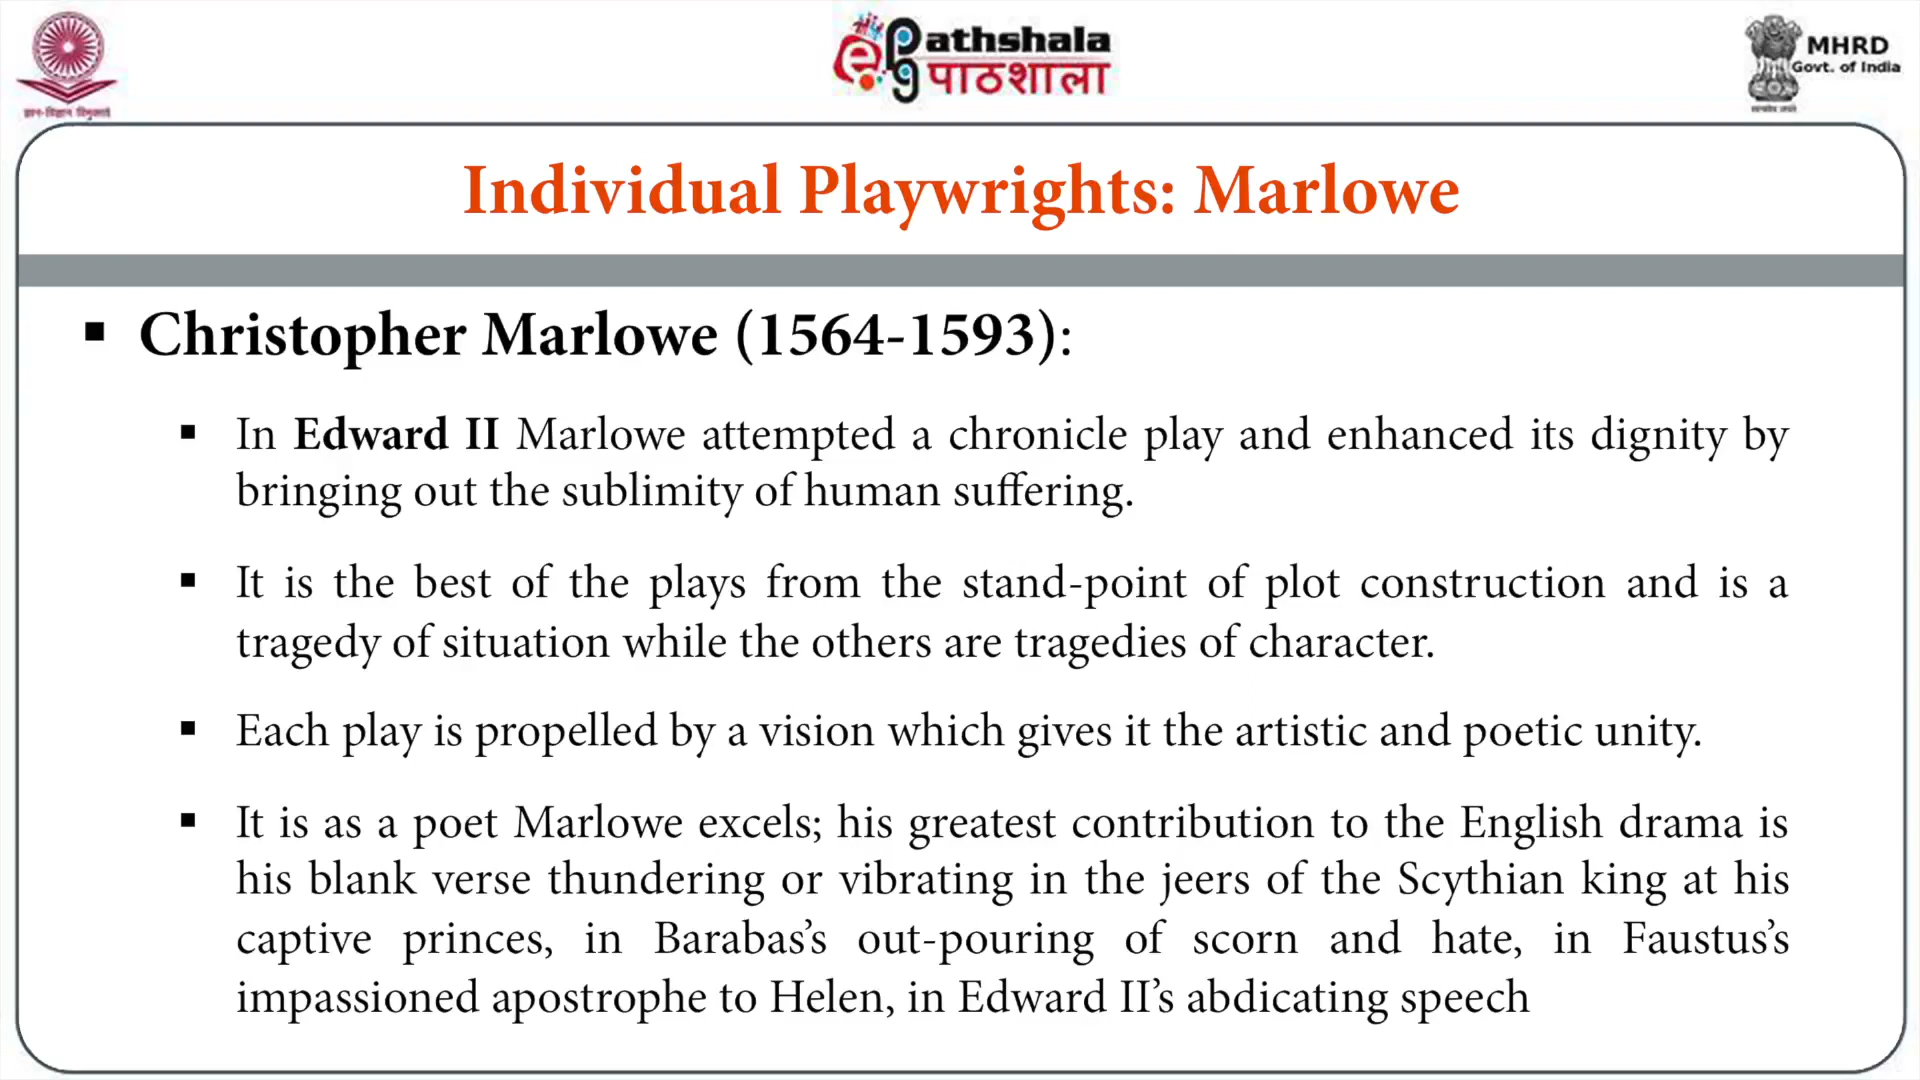 ज्ञान-विज्ञान विमुक्तये
ePathshala
पाठशाला
MHRD
Govt. of India
सत्यमेव जयते
Individual Playwrights: Marlowe
▪ Christopher Marlowe (1564-1593):
▪ In Edward II Marlowe attempted a chronicle play and enhanced its dignity by
bringing out the sublimity of human suffering.
▪ It is the best of the plays from the stand-point of plot construction and is a
tragedy of situation while the others are tragedies of character.
▪ Each play is propelled by a vision which gives it the artistic and poetic unity.
▪ It is as a poet Marlowe excels; his greatest contribution to the English drama is
his blank verse thundering or vibrating in the jeers of the Scythian king at his
captive princes, in Barabas’s out-pouring of scorn and hate, in Faustus’s
impassioned apostrophe to Helen, in Edward II’s abdicating speech